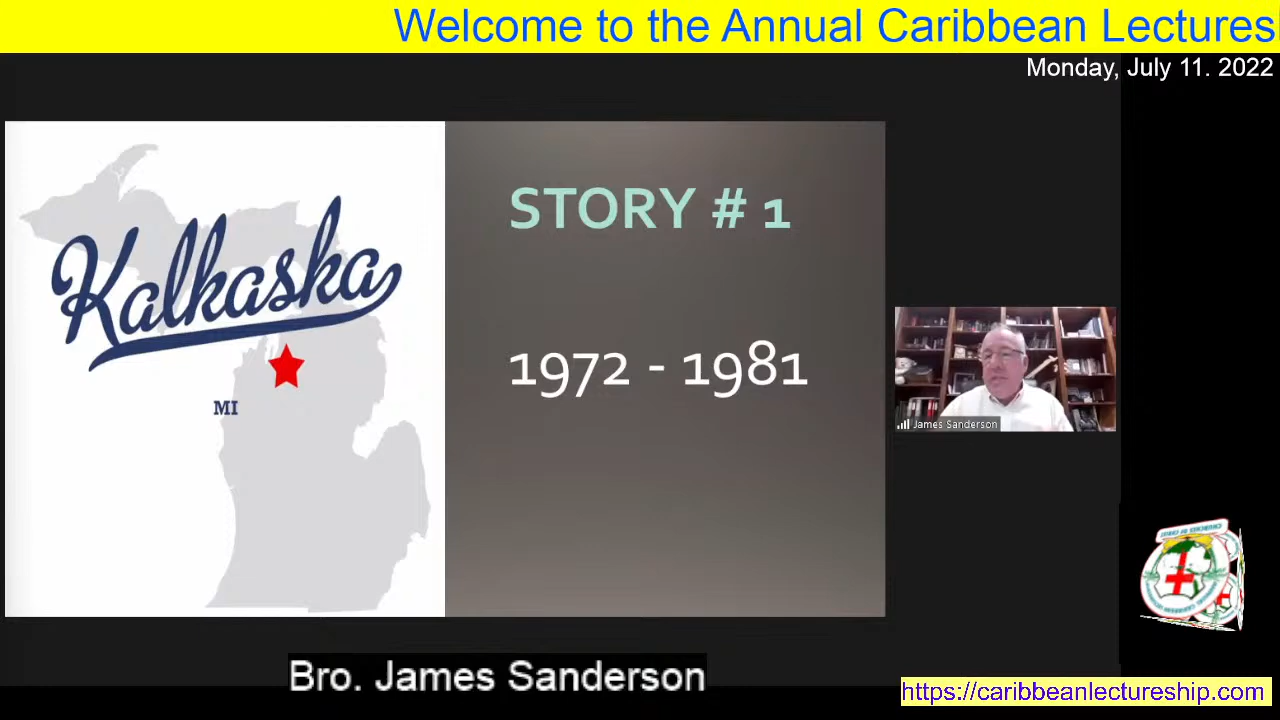 Welcome to the Annual Caribbean Lectures
Monday, July 11. 2022
Kalkaska
MI
STORY # 1
1972 - 1981
James Sanderson
Bro. James Sanderson
https://caribbeanlectureship.com